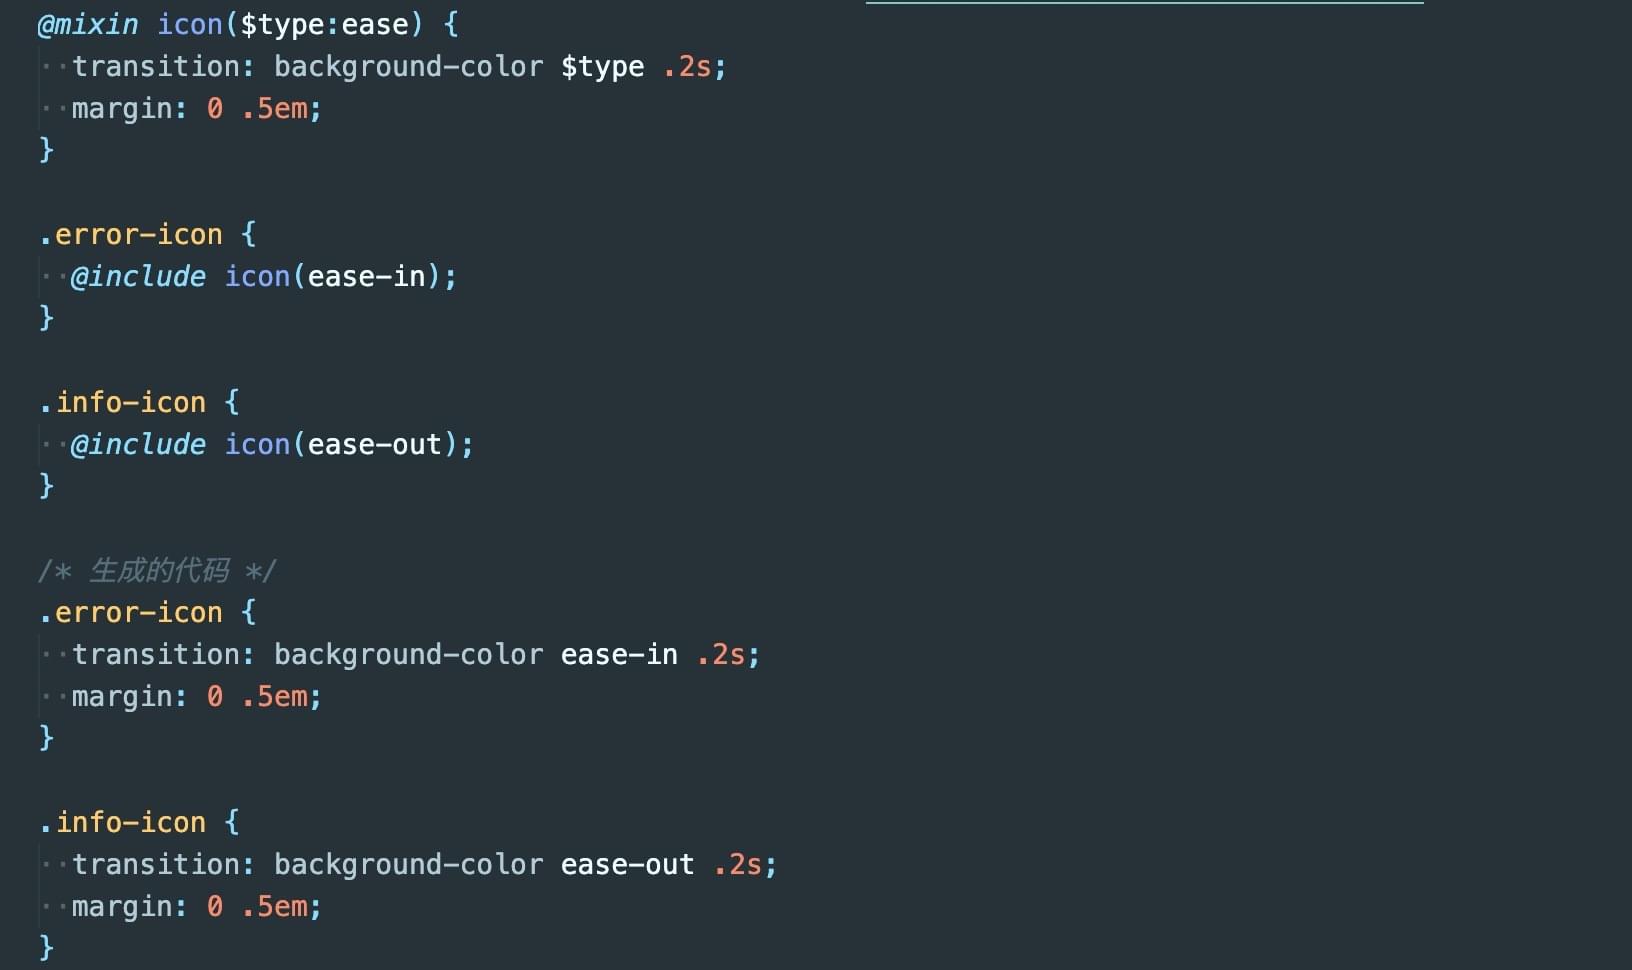 @mixin icon($type:ease) {
  transition: background-color $type .2s;
  margin: 0 .5em;
}
.error-icon {
  @include icon(ease-in);
}
.info-icon {
  @include icon(ease-out);
}
/* 生成的代码 */
.error-icon {
  transition: background-color ease-in .2s;
  margin: 0 .5em;
}
.info-icon {
  transition: background-color ease-out .2s;
  margin: 0 .5em;
}